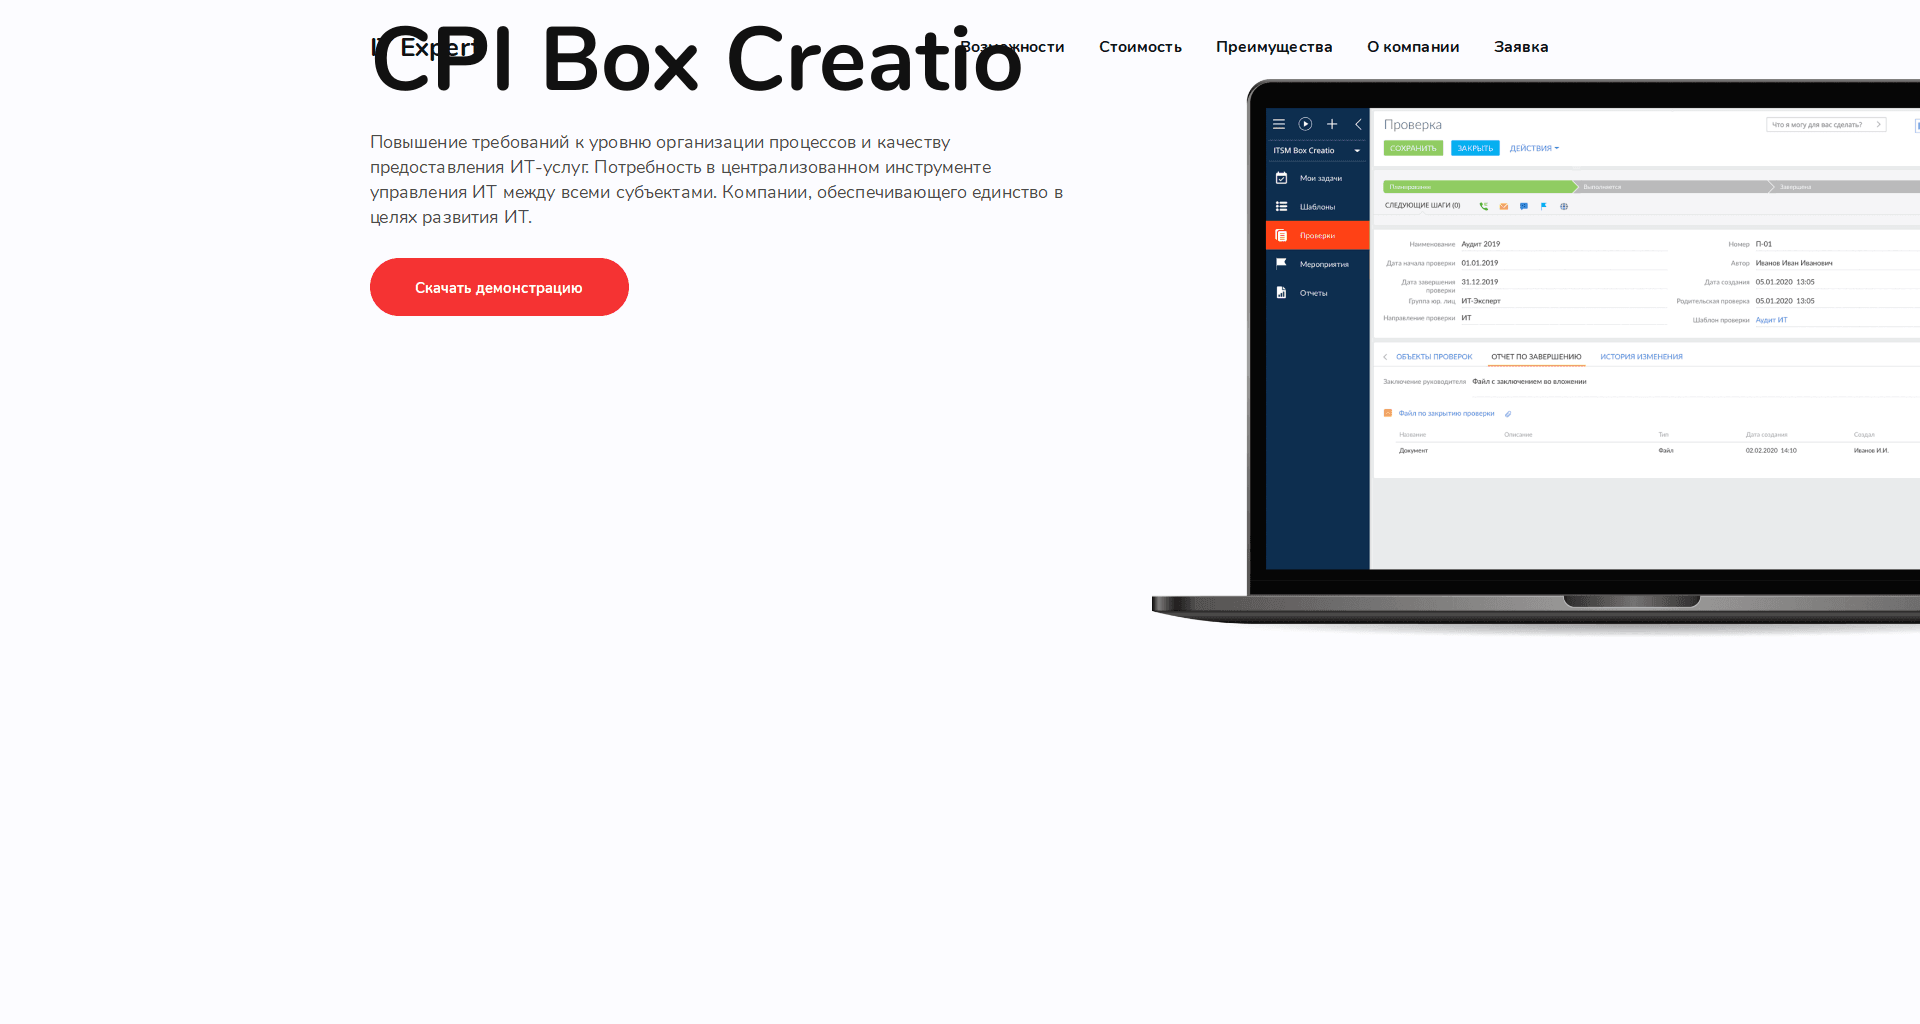 IT Expert
Возможности Стоимость Преимущества О компании Заявка
CPI Box Creatio
Повышение требований к уровню организации процессов и качеству
предоставления ИТ-услуг. Потребность в централизованном инструменте
управления ИТ между всеми субъектами. Компании, обеспечивающего единство в
целях развития ИТ.
Скачать демонстрацию
ITSM Box Creatio
Мои задачи
Шаблоны
Проверки
Мероприятия
Отчеты
Проверка
Что я могу для вас сделать?
СОХРАНИТЬ ЗАКРЫТЬ ДЕЙСТВИЯ
Планирование Выполняется Завершена
СЛЕДУЮЩИЕ ШАГИ (0)
Наименование Аудит 2019 Номер П-01
Дата начала проверки 01.01.2019 Автор Иванов Иван Иванович
Дата завершения проверки 31.12.2019 Дата создания 05.01.2020 13:05
Группа юр. лиц ИТ-Эксперт Родительская проверка 05.01.2020 13:05
Направление проверки ИТ Шаблон проверки Аудит ИТ
ОБЪЕКТЫ ПРОВЕРОК ОТЧЕТ ПО ЗАВЕРШЕНИЮ ИСТОРИЯ ИЗМЕНЕНИЯ
Заключение руководителя Файл с заключением во вложении
Файл по закрытию проверки
Название Описание Тип Дата создания Создал
Документ Файл 02.02.2020 14:10 Иванов И.И.